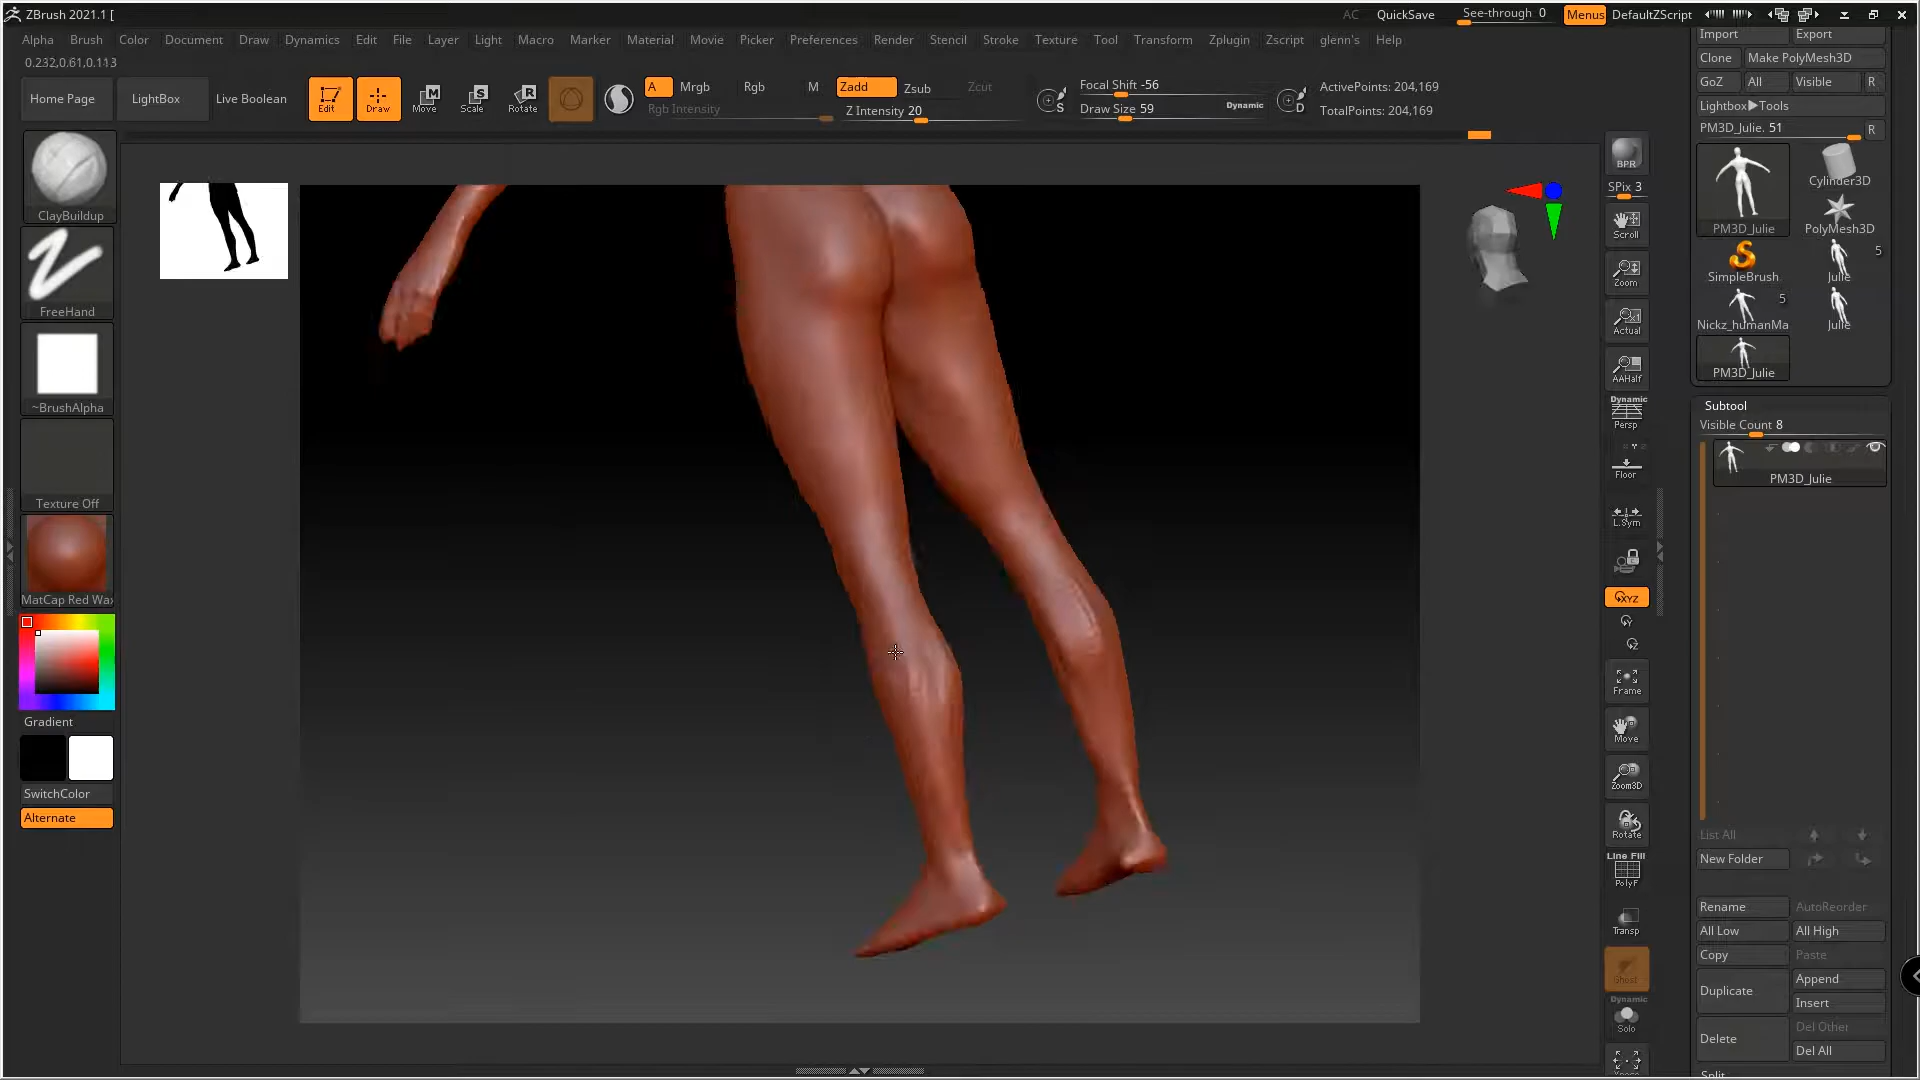 ZBrush 2021.1 [
AC QuickSave See-through 0 Menus DefaultZScript
Alpha Brush Color Document Draw Dynamics Edit File Layer Light Macro Marker Material Movie Picker Preferences Render Stencil Stroke Texture Tool Transform Zplugin Zscript glenn's Help
0.232,0.61,0.113
Home Page LightBox Live Boolean
Edit Draw Move Scale Rotate
A Mrgb Rgb M Zadd Zsub Zcut
Rgb Intensity Z Intensity 20
Focal Shift -56
Draw Size 59 Dynamic
ActivePoints: 204,169
TotalPoints: 204,169
ClayBuildup
FreeHand
~BrushAlpha
Texture Off
MatCap Red Wax
Gradient
SwitchColor
Alternate
BPR
SPix 3
Scroll
Zoom
Actual
AAHalf
Dynamic
Persp
Floor
L.Sym
XYZ
Y
Z
Frame
Move
Zoom3D
Rotate
Line Fill
PolyF
Transp
Ghost
Dynamic
Solo
Import Export
Clone Make PolyMesh3D
GoZ All Visible R
Lightbox▶Tools
PM3D_Julie. 51 R
PM3D_Julie Cylinder3D
PolyMesh3D
SimpleBrush Julie 5
Nickz_humanMa 5 Julie
PM3D_Julie
Subtool
Visible Count 8
PM3D_Julie
List All
New Folder
Rename AutoReorder
All Low All High
Copy Paste
Duplicate Append
Insert
Delete Del Other
Del All
Split